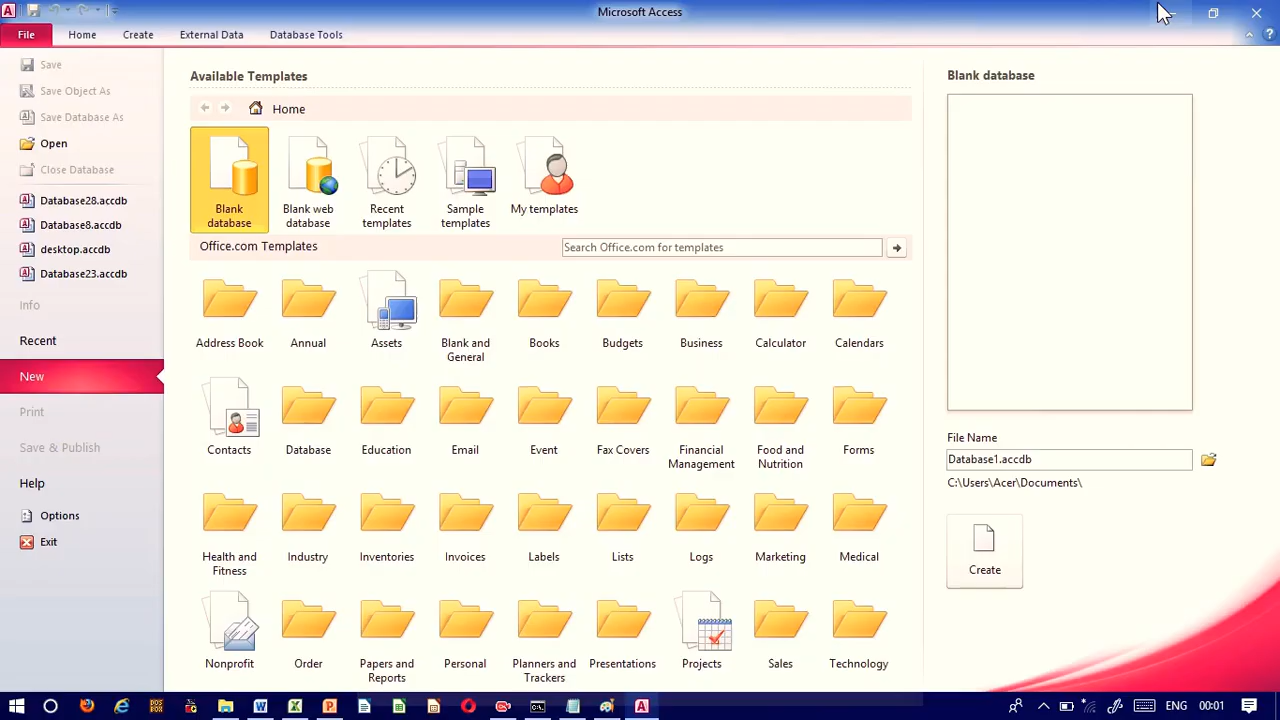 Microsoft Access
File
Home
Create
External Data
Database Tools
Save
Save Object As
Save Database As
Open
Close Database
Database28.accdb
Database8.accdb
desktop.accdb
Database23.accdb
Info
Recent
New
Print
Save & Publish
Help
Options
Exit
Available Templates
Home
Blank
database
Blank web
database
Recent
templates
Sample
templates
My templates
Office.com Templates
Search Office.com for templates
Address Book
Annual
Assets
Blank and
General
Books
Budgets
Business
Calculator
Calendars
Contacts
Database
Education
Email
Event
Fax Covers
Financial
Management
Food and
Nutrition
Forms
Health and
Fitness
Industry
Inventories
Invoices
Labels
Lists
Logs
Marketing
Medical
Nonprofit
Order
Papers and
Reports
Personal
Planners and
Trackers
Presentations
Projects
Sales
Technology
Blank database
File Name
Database1.accdb
C:\Users\Acer\Documents\
Create
ENG
00:01